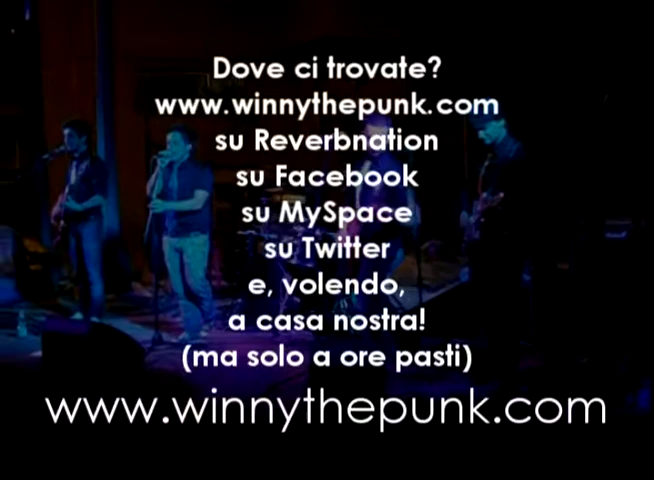 Dove ci trovate?
www.winnythepunk.com
su Reverbnation
su Facebook
su MySpace
su Twitter
e, volendo,
a casa nostra!
(ma solo a ore pasti)
www.winnythepunk.com